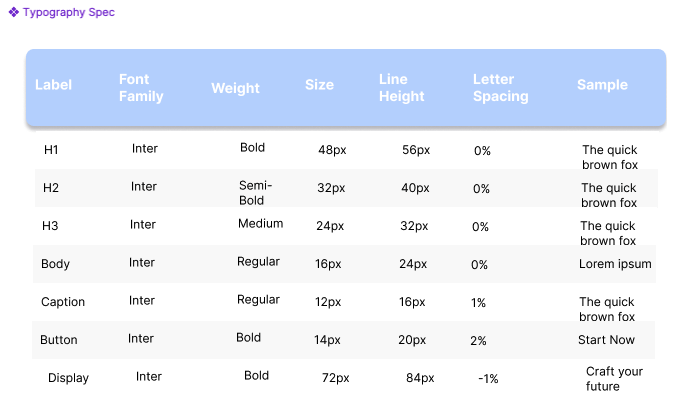 Typography Spec
Label Font Family Weight Size Line Height Letter Spacing Sample
H1 Inter Bold 48px 56px 0% The quick brown fox
H2 Inter Semi-Bold 32px 40px 0% The quick brown fox
H3 Inter Medium 24px 32px 0% The quick brown fox
Body Inter Regular 16px 24px 0% Lorem ipsum
Caption Inter Regular 12px 16px 1% The quick brown fox
Button Inter Bold 14px 20px 2% Start Now
Display Inter Bold 72px 84px -1% Craft your future